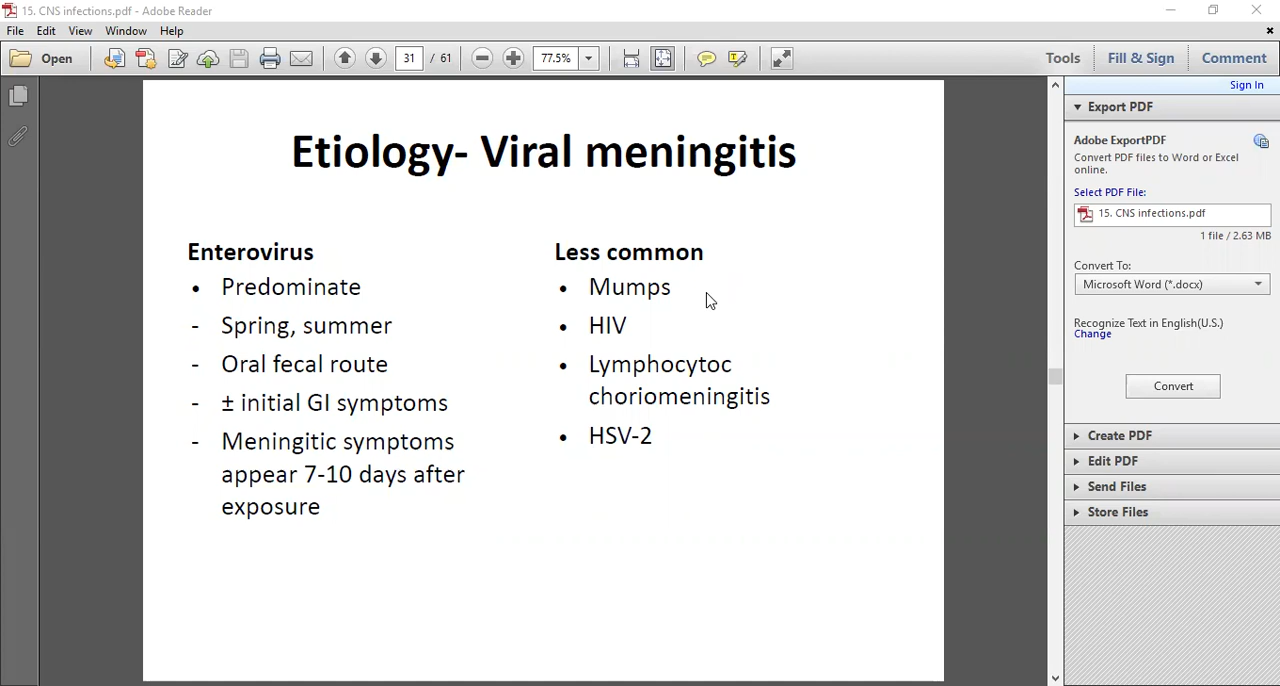 15. CNS infections.pdf - Adobe Reader
File Edit View Window Help
Open 31 / 61 77.5% Tools Fill & Sign Comment
Sign In
Export PDF
Adobe ExportPDF
Convert PDF files to Word or Excel
online.
Select PDF File:
15. CNS infections.pdf
1 file / 2.63 MB
Convert To:
Microsoft Word (*.docx)
Recognize Text in English(U.S.)
Change
Convert
Create PDF
Edit PDF
Send Files
Store Files
Etiology- Viral meningitis
Enterovirus
• Predominate
- Spring, summer
- Oral fecal route
- ± initial GI symptoms
- Meningitic symptoms
appear 7-10 days after
exposure
Less common
• Mumps
• HIV
• Lymphocytoc
choriomeningitis
• HSV-2